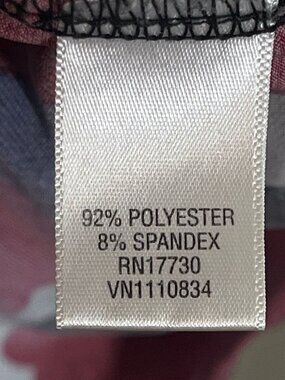 92% POLYESTER
8% SPANDEX
RN17730
VN1110834